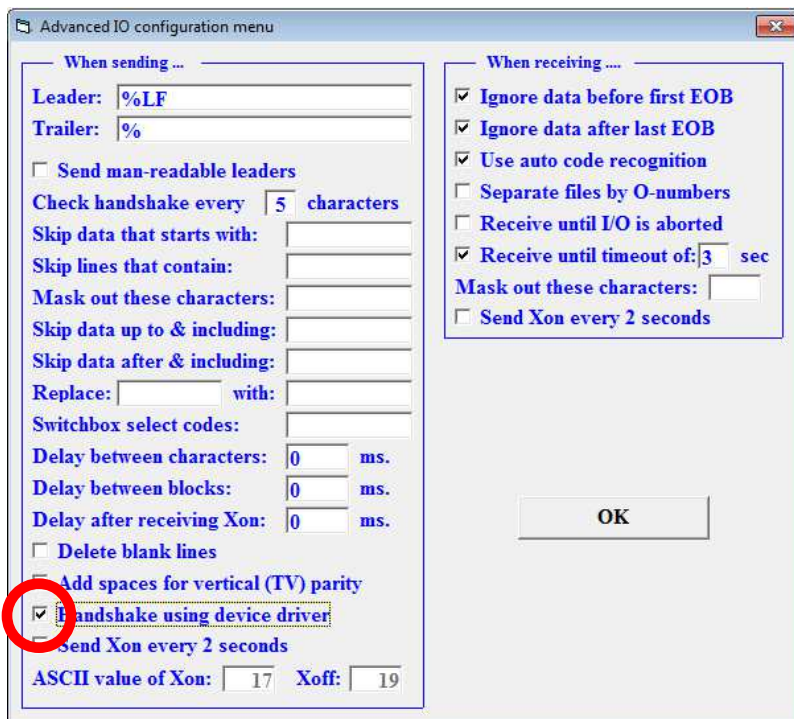 Advanced IO configuration menu
When sending ...
Leader: %LF
Trailer: %
Send man-readable leaders
Check handshake every 5 characters
Skip data that starts with:
Skip lines that contain:
Mask out these characters:
Skip data up to & including:
Skip data after & including:
Replace: with:
Switchbox select codes:
Delay between characters: 0 ms.
Delay between blocks: 0 ms.
Delay after receiving Xon: 0 ms.
Delete blank lines
Add spaces for vertical (TV) parity
Handshake using device driver
Send Xon every 2 seconds
ASCII value of Xon: 17 Xoff: 19
When receiving ....
Ignore data before first EOB
Ignore data after last EOB
Use auto code recognition
Separate files by O-numbers
Receive until I/O is aborted
Receive until timeout of: 3 sec
Mask out these characters:
Send Xon every 2 seconds
OK